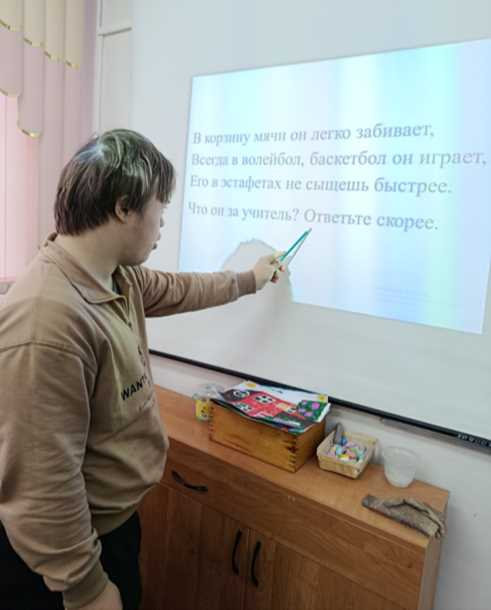 В корзину мячи он легко забивает,
Всегда в волейбол, баскетбол он играет,
Его в эстафетах не сыщешь быстрее.
Что он за учитель? Ответьте скорее.
WANT